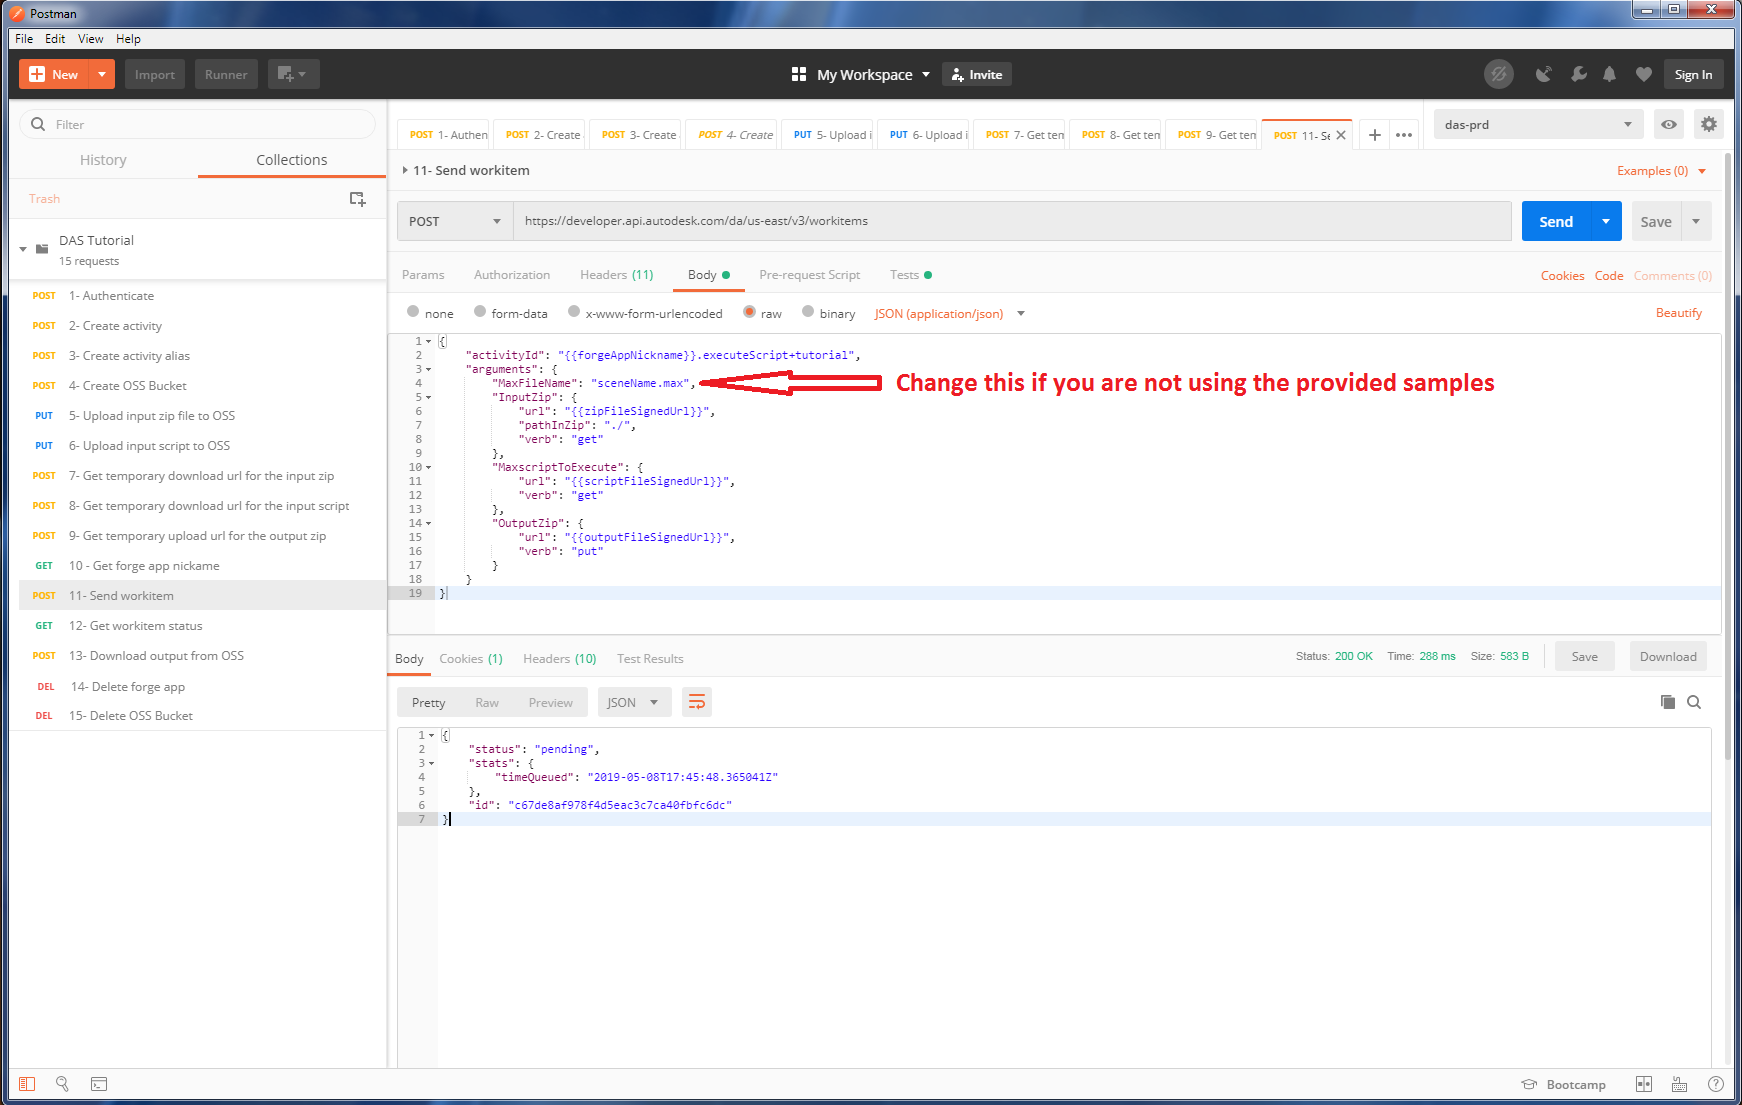 Postman
File Edit View Help
New Import Runner My Workspace Invite Sign In
Filter
History Collections
Trash
DAS Tutorial
15 requests
POST 1- Authenticate
POST 2- Create activity
POST 3- Create activity alias
POST 4- Create OSS Bucket
PUT 5- Upload input zip file to OSS
PUT 6- Upload input script to OSS
POST 7- Get temporary download url for the input zip
POST 8- Get temporary download url for the input script
POST 9- Get temporary upload url for the output zip
GET 10 - Get forge app nickame
POST 11- Send workitem
GET 12- Get workitem status
POST 13- Download output from OSS
DEL 14- Delete forge app
DEL 15- Delete OSS Bucket
POST 1- Authen POST 2- Create POST 3- Create POST 4- Create PUT 5- Upload i PUT 6- Upload i POST 7- Get ten POST 8- Get ten POST 9- Get ten POST 11- Se
das-prd
11- Send workitem Examples (0)
POST https://developer.api.autodesk.com/da/us-east/v3/workitems Send Save
Params Authorization Headers (11) Body Pre-request Script Tests Cookies Code Comments (0)
none form-data x-www-form-urlencoded raw binary JSON (application/json) Beautify
1 {
2 "activityId": "{{forgeAppNickname}}.executeScript+tutorial",
3 "arguments": {
4 "MaxFileName": "sceneName.max", Change this if you are not using the provided samples
5 "InputZip": {
6 "url": "{{zipFileSignedUrl}}",
7 "pathInZip": "./",
8 "verb": "get"
9 },
10 "MaxscriptToExecute": {
11 "url": "{{scriptFileSignedUrl}}",
12 "verb": "get"
13 },
14 "OutputZip": {
15 "url": "{{outputFileSignedUrl}}",
16 "verb": "put"
17 }
18 }
19 }
Body Cookies (1) Headers (10) Test Results Status: 200 OK Time: 288 ms Size: 583 B Save Download
Pretty Raw Preview JSON
1 {
2 "status": "pending",
3 "stats": {
4 "timeQueued": "2019-05-08T17:45:48.365041Z"
5 },
6 "id": "c67de8af978f4d5eac3c7ca40fbfc6dc"
7 }
Bootcamp